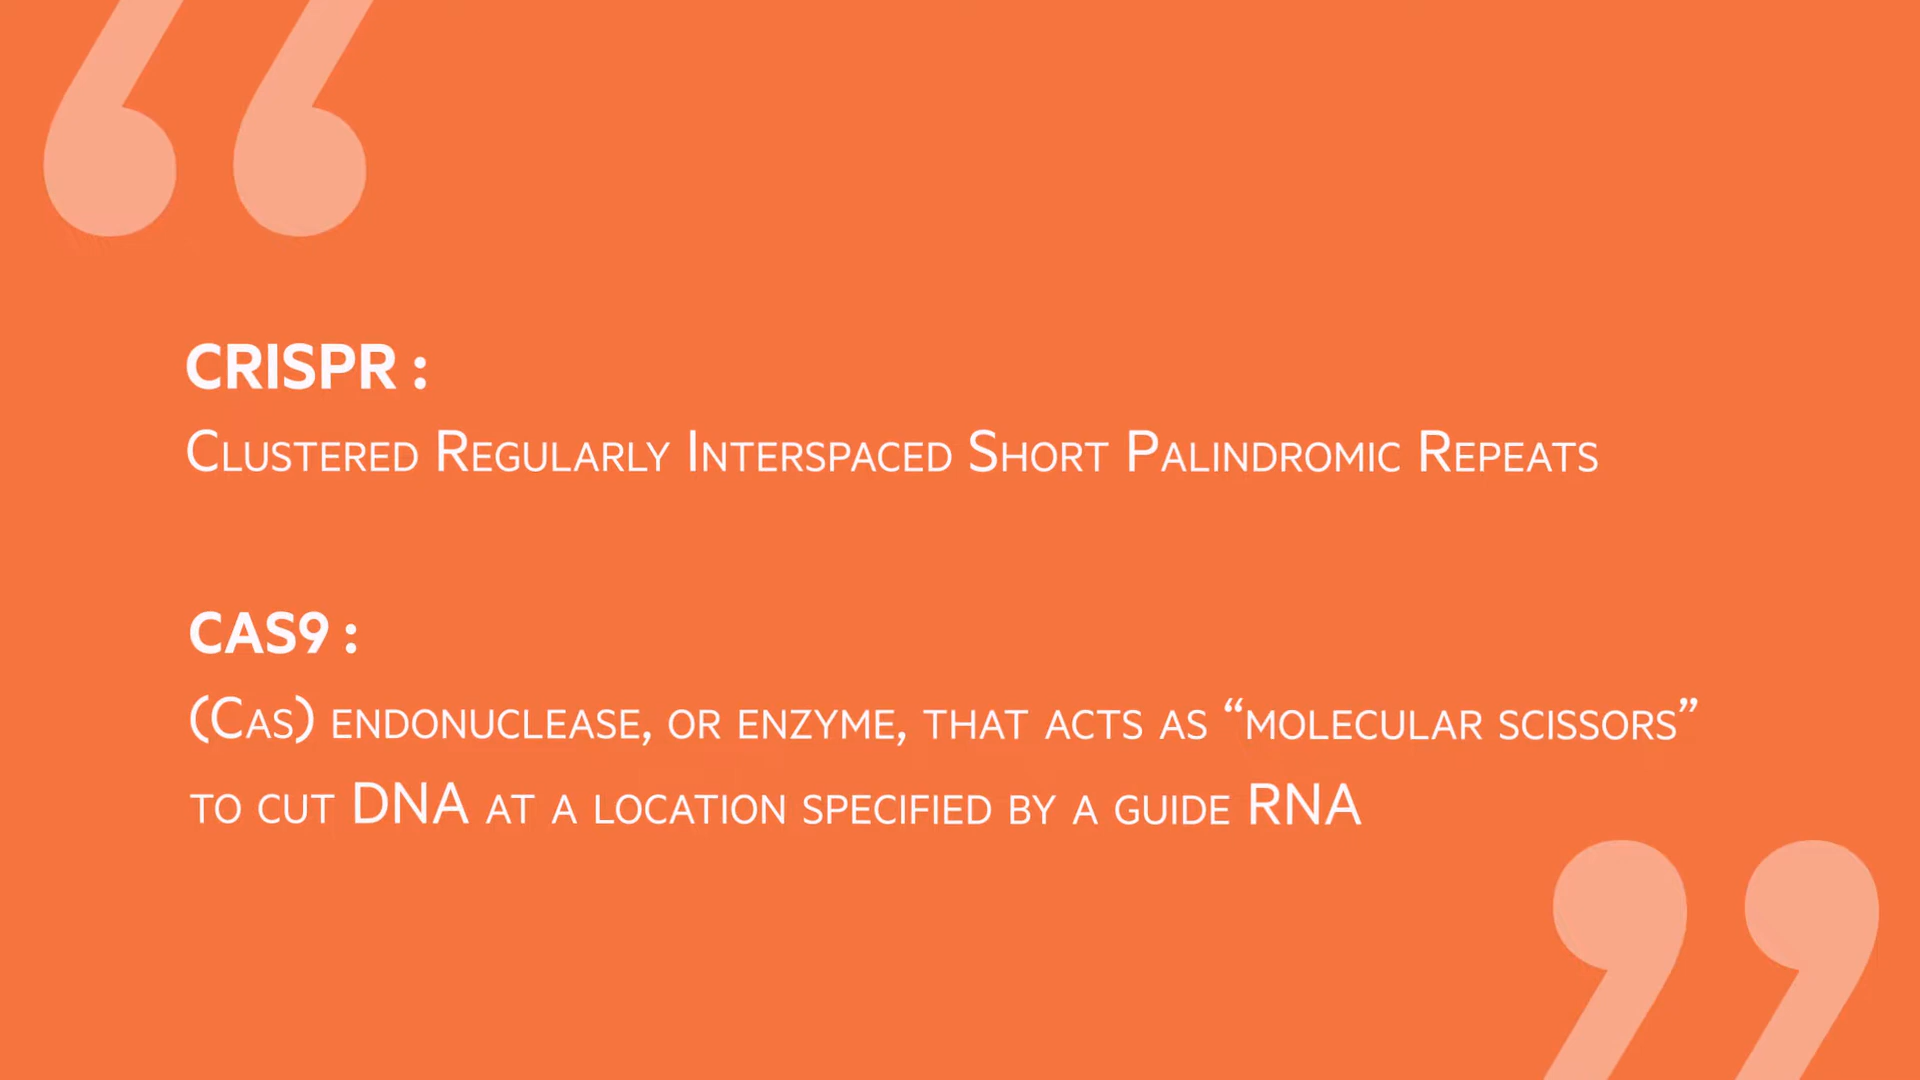 CRISPR :
Clustered Regularly Interspaced Short Palindromic Repeats
CAS9 :
(Cas) endonuclease, or enzyme, that acts as “molecular scissors”
to cut DNA at a location specified by a guide RNA